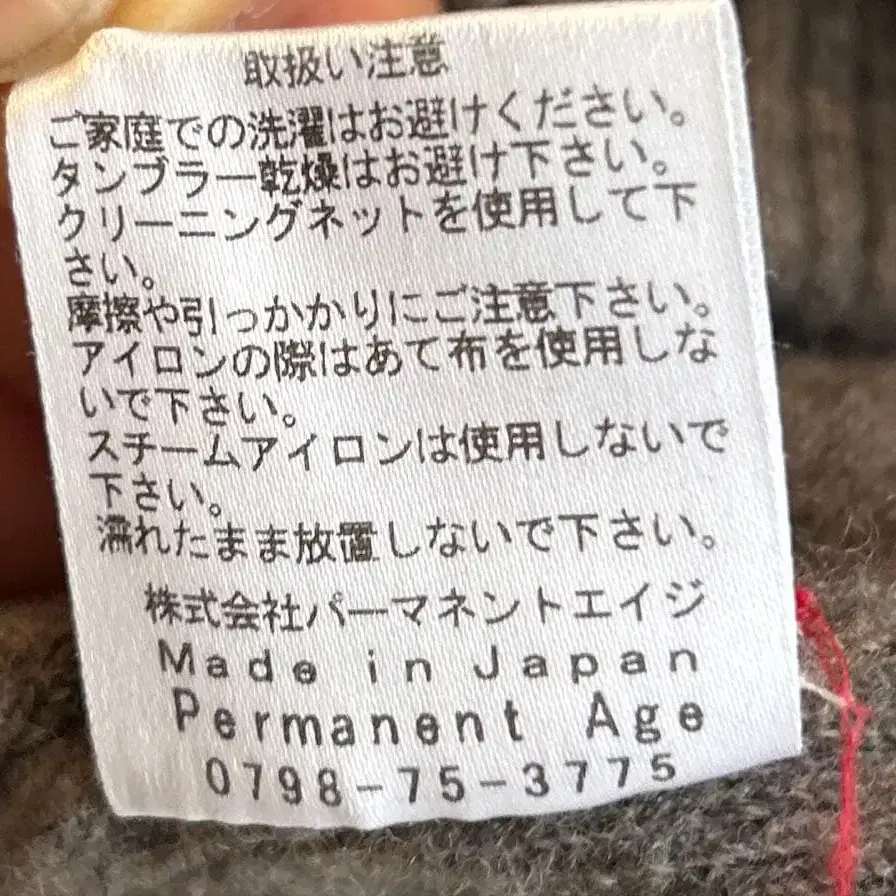 取扱い注意
ご家庭での洗濯はお避けください。
タンブラー乾燥はお避け下さい。
クリーニングネットを使用して下
さい。
摩擦や引っかかりにご注意下さい。
アイロンの際はあて布を使用しな
いで下さい。
スチームアイロンは使用しないで
下さい。
濡れたまま放置しないで下さい。
株式会社パーマネントエイジ
Made in Japan
Permanent Age
0798-75-3775